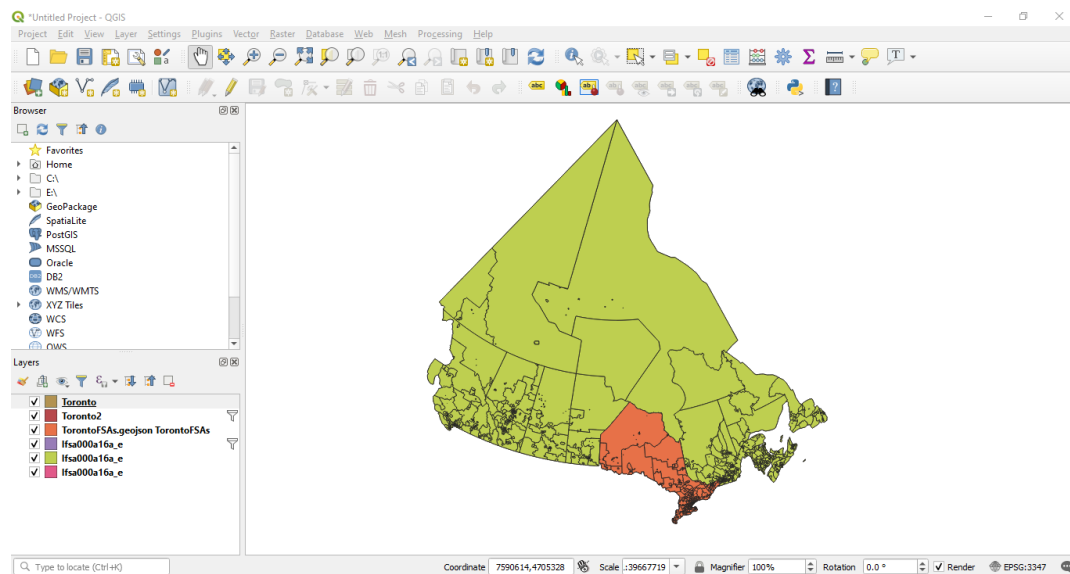 *Untitled Project - QGIS
Project Edit View Layer Settings Plugins Vector Raster Database Web Mesh Processing Help
abc
Browser
Favorites
Home
C:\
E:\
GeoPackage
SpatiaLite
PostGIS
MSSQL
Oracle
DB2
WMS/WMTS
XYZ Tiles
WCS
WFS
OWS
Layers
Toronto
Toronto2
TorontoFSAs.geojson TorontoFSAs
lfsa000a16a_e
lfsa000a16a_e
lfsa000a16a_e
Type to locate (Ctrl+K) Coordinate 7590614,4705328 Scale .:39667719 Magnifier 100% Rotation 0.0 ° Render EPSG:3347